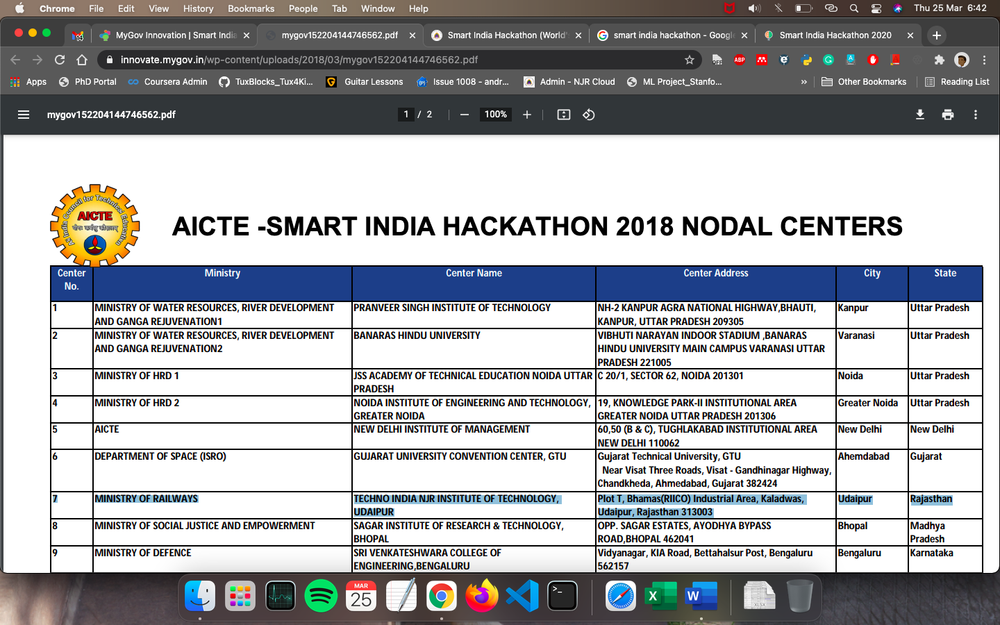 Chrome File Edit View History Bookmarks People Tab Window Help Thu 25 Mar 6:42
14 MyGov Innovation | Smart India mygov152204144746562.pdf Smart India Hackathon (World' smart india hackathon - Google Smart India Hackathon 2020
innovate.mygov.in/wp-content/uploads/2018/03/mygov152204144746562.pdf OFF ABP
Apps PhD Portal Coursera Admin TuxBlocks_Tux4Ki... Guitar Lessons Issue 1008 - andr... Admin - NJR Cloud ML Project_Stanfo... » Other Bookmarks Reading List
mygov152204144746562.pdf 1 / 2 100%
All India Council for Technical Education
AICTE
योगः कर्मसु कौशलम्
AICTE -SMART INDIA HACKATHON 2018 NODAL CENTERS
Center Ministry Center Name Center Address City State
No.
1 MINISTRY OF WATER RESOURCES, RIVER DEVELOPMENT PRANVEER SINGH INSTITUTE OF TECHNOLOGY NH-2 KANPUR AGRA NATIONAL HIGHWAY,BHAUTI, Kanpur Uttar Pradesh
AND GANGA REJUVENATION1 KANPUR, UTTAR PRADESH 209305
2 MINISTRY OF WATER RESOURCES, RIVER DEVELOPMENT BANARAS HINDU UNIVERSITY VIBHUTI NARAYAN INDOOR STADIUM ,BANARAS Varanasi Uttar Pradesh
AND GANGA REJUVENATION2 HINDU UNIVERSITY MAIN CAMPUS VARANASI UTTAR
PRADESH 221005
3 MINISTRY OF HRD 1 JSS ACADEMY OF TECHNICAL EDUCATION NOIDA UTTAR C 20/1, SECTOR 62, NOIDA 201301 Noida Uttar Pradesh
PRADESH
4 MINISTRY OF HRD 2 NOIDA INSTITUTE OF ENGINEERING AND TECHNOLOGY, 19, KNOWLEDGE PARK-II INSTITUTIONAL AREA Greater Noida Uttar Pradesh
GREATER NOIDA GREATER NOIDA UTTAR PRADESH 201306
5 AICTE NEW DELHI INSTITUTE OF MANAGEMENT 60,50 (B & C), TUGHLAKABAD INSTITUTIONAL AREA New Delhi New Delhi
NEW DELHI 110062
6 DEPARTMENT OF SPACE (ISRO) GUJARAT UNIVERSITY CONVENTION CENTER, GTU Gujarat Technical University, GTU Ahemdabad Gujarat
Near Visat Three Roads, Visat - Gandhinagar Highway,
Chandkheda, Ahmedabad, Gujarat 382424
7 MINISTRY OF RAILWAYS TECHNO INDIA NJR INSTITUTE OF TECHNOLOGY, Plot T, Bhamas(RIICO) Industrial Area, Kaladwas, Udaipur Rajasthan
UDAIPUR Udaipur, Rajasthan 313003
8 MINISTRY OF SOCIAL JUSTICE AND EMPOWERMENT SAGAR INSTITUTE OF RESEARCH & TECHNOLOGY, OPP. SAGAR ESTATES, AYODHYA BYPASS Bhopal Madhya
BHOPAL ROAD,BHOPAL 462041 Pradesh
9 MINISTRY OF DEFENCE SRI VENKATESHWARA COLLEGE OF Vidyanagar, KIA Road, Bettahalsur Post, Bengaluru Bengaluru Karnataka
ENGINEERING,BENGALURU 562157
MAR
25 >_ X W XLSX